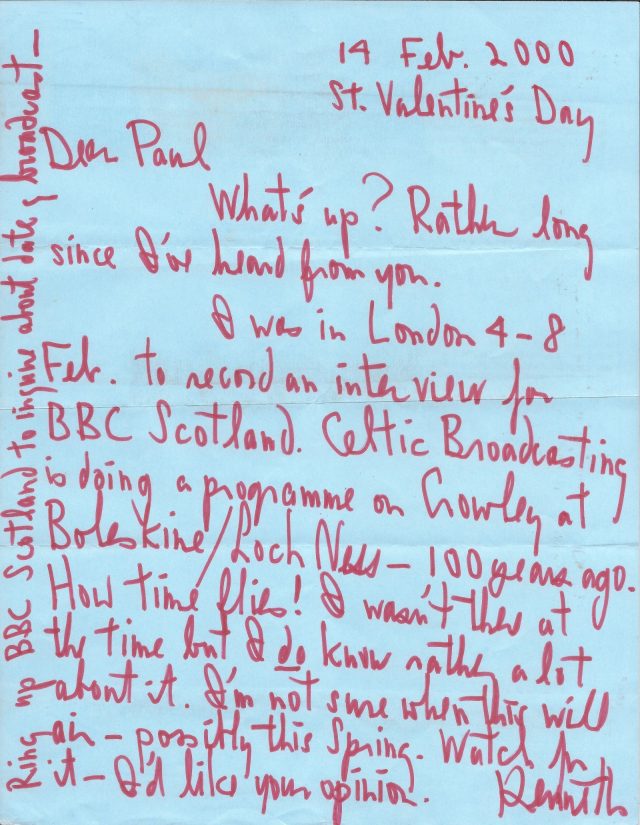 14 Feb. 2000
St. Valentine's Day
Dear Paul
What's up? Rather long
since I've heard from you.
I was in London 4-8
Feb. to record an interview for
BBC Scotland. Celtic Broadcasting
is doing a programme on Crowley at
Boleskine / Loch Ness – 100 years ago.
How time flies! I wasn't there at
the time but I do know rather a lot
about it. I'm not sure when this will
air – possibly this Spring. Watch for
it – I'd like your opinion. Kenneth
Ring up BBC Scotland to inquire about date of broadcast –